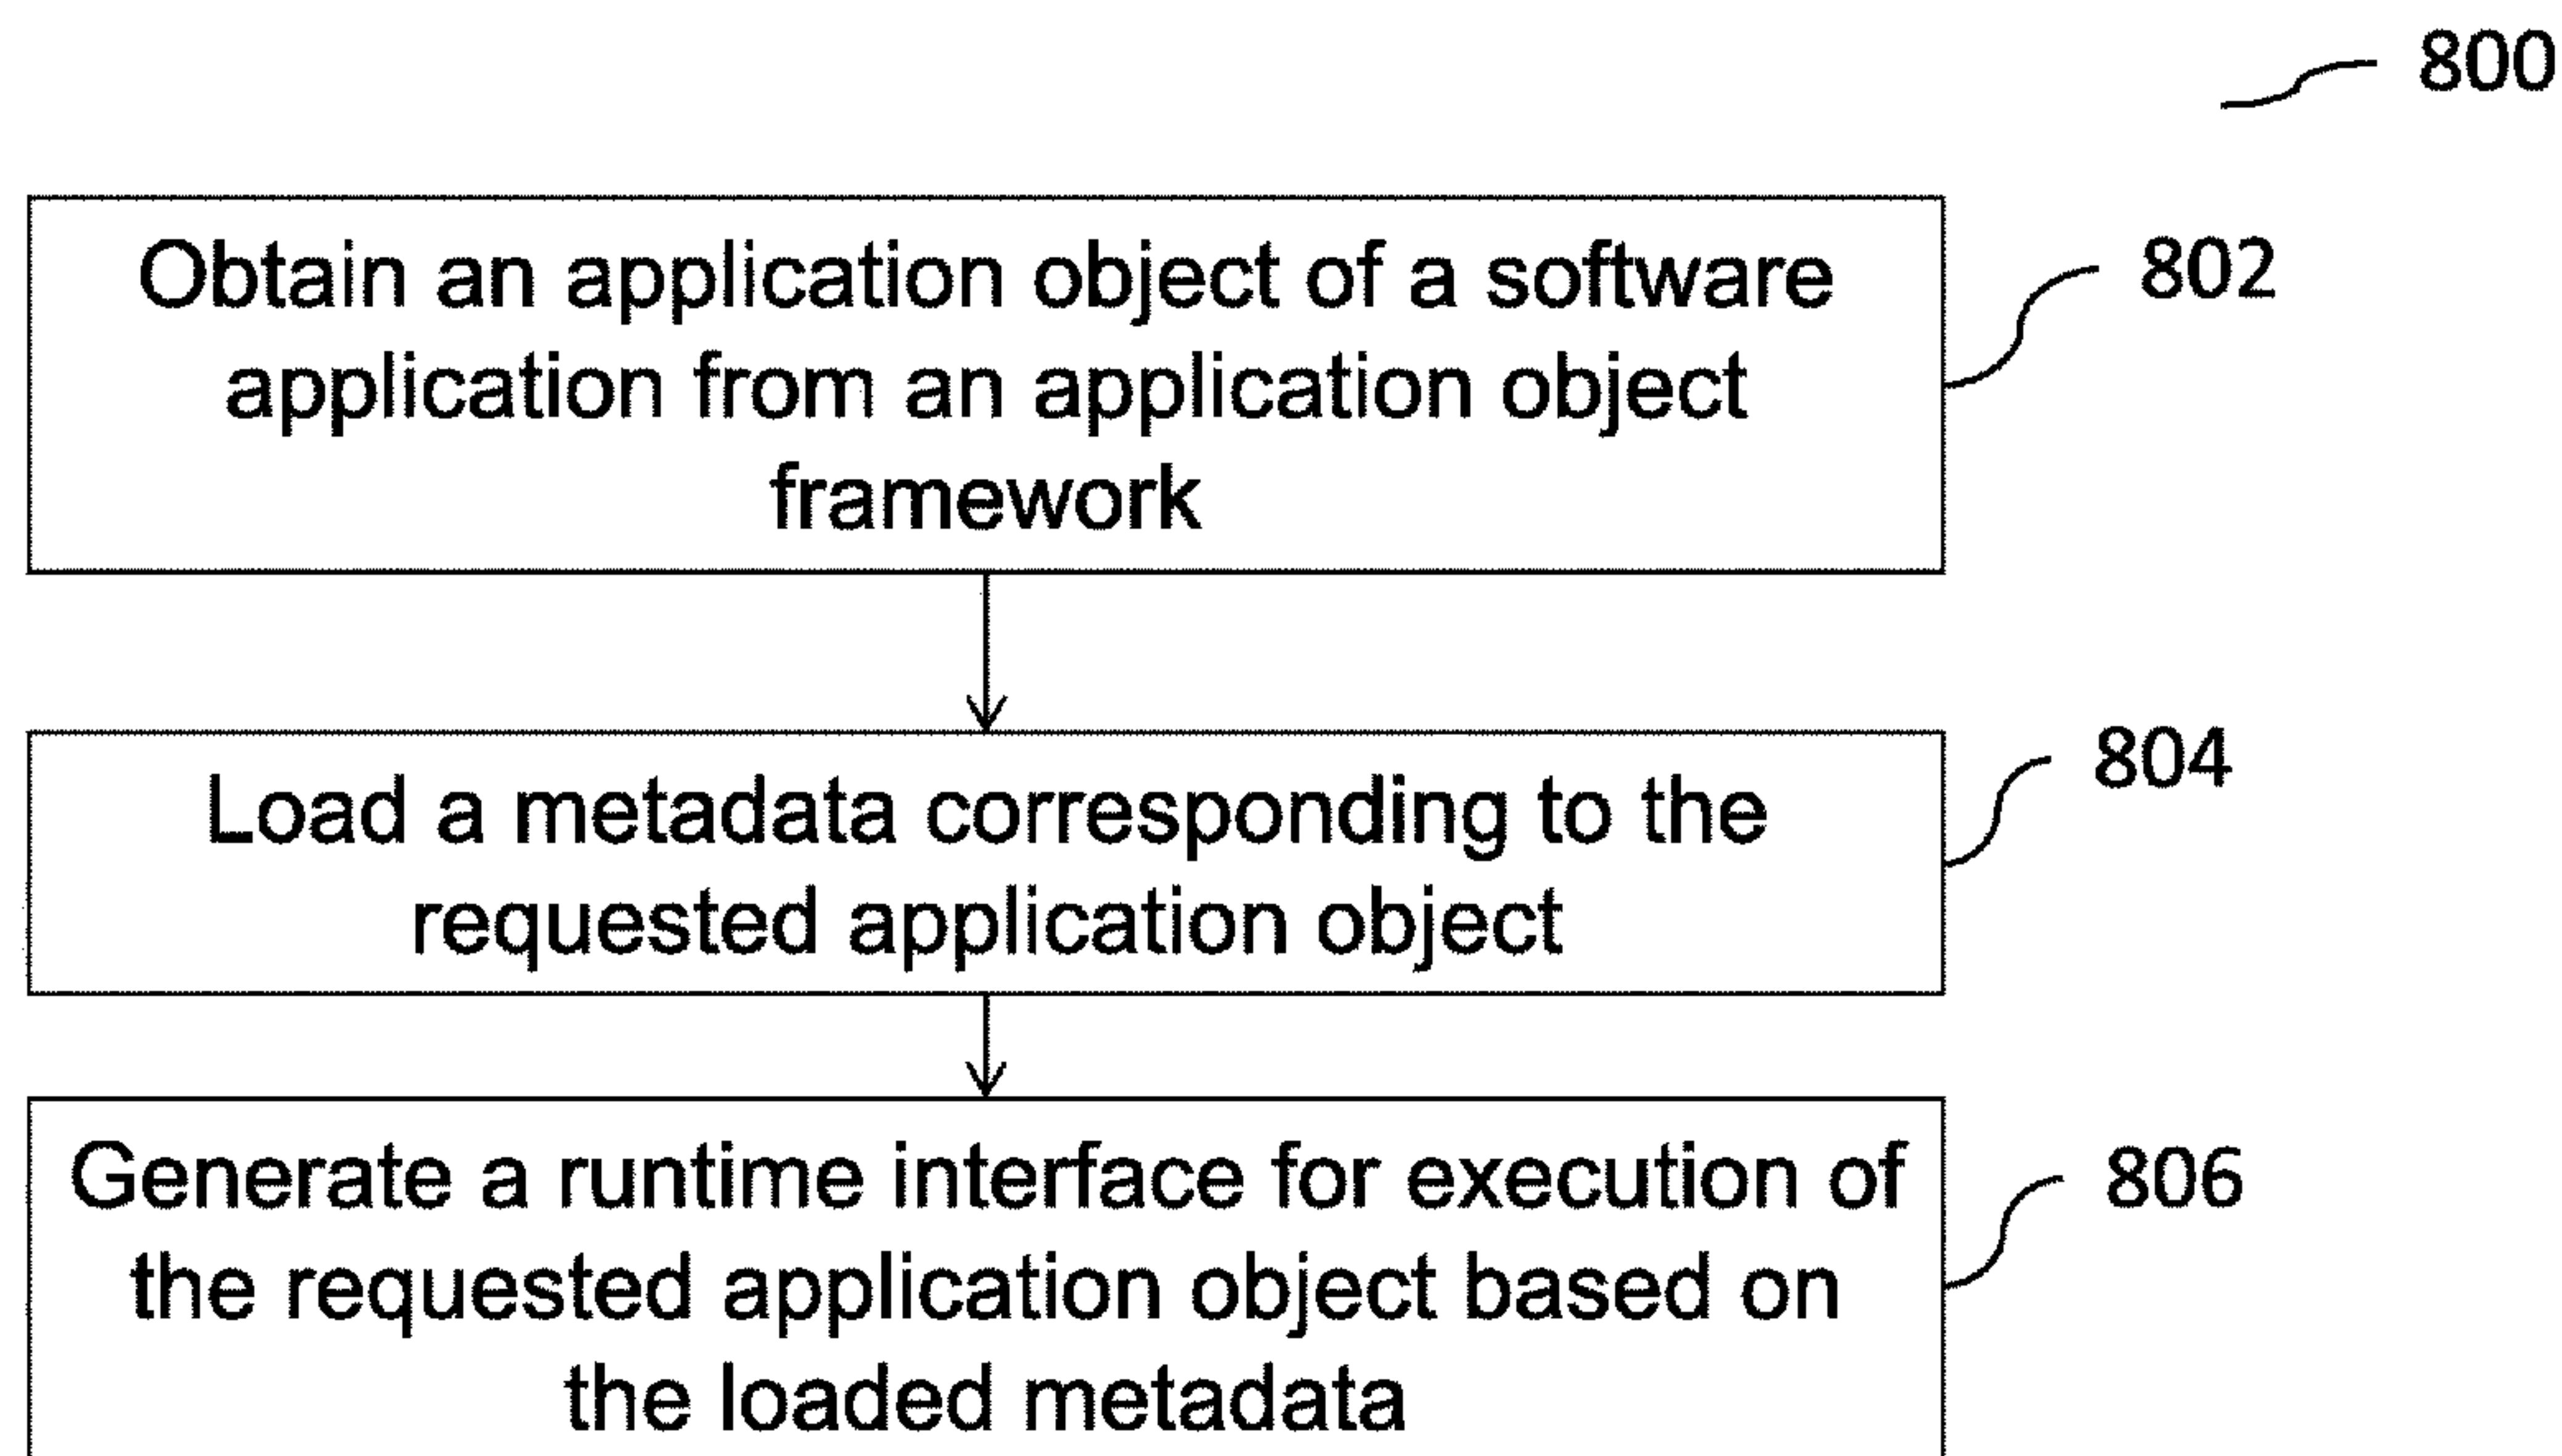 800
Obtain an application object of a software
application from an application object
framework
802
Load a metadata corresponding to the
requested application object
804
Generate a runtime interface for execution of
the requested application object based on
the loaded metadata
806